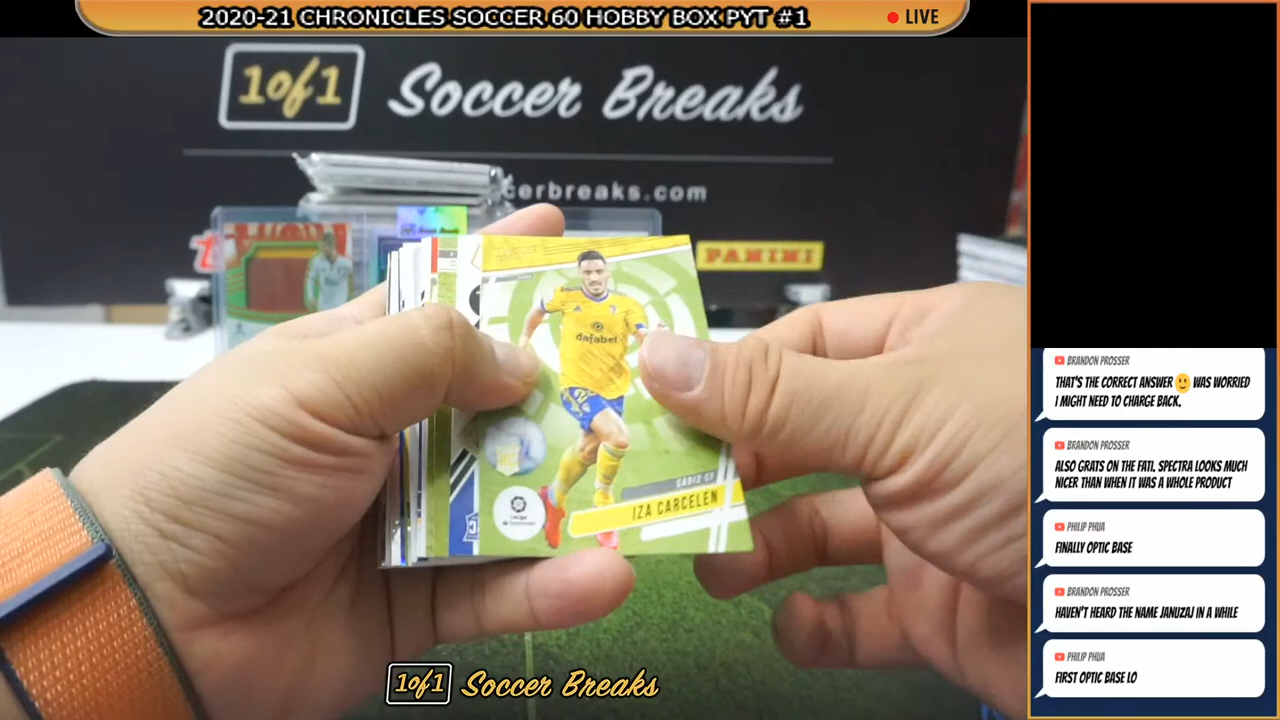 2020-21 CHRONICLES SOCCER 60 HOBBY BOX PYT #1
LIVE
1of1 Soccer Breaks
cerbreaks.com
PANINI
dafabet
CÁDIZ CF
IZA CARCELEN
1of1 Soccer Breaks
BRANDON PROSSER
THAT'S THE CORRECT ANSWER 🙂 WAS WORRIED
I MIGHT NEED TO CHARGE BACK.
BRANDON PROSSER
ALSO GRATS ON THE FATI. SPECTRA LOOKS MUCH
NICER THAN WHEN IT WAS A WHOLE PRODUCT
PHILIP PHUA
FINALLY OPTIC BASE
BRANDON PROSSER
HAVEN'T HEARD THE NAME JANUZAJ IN A WHILE
PHILIP PHUA
FIRST OPTIC BASE LO